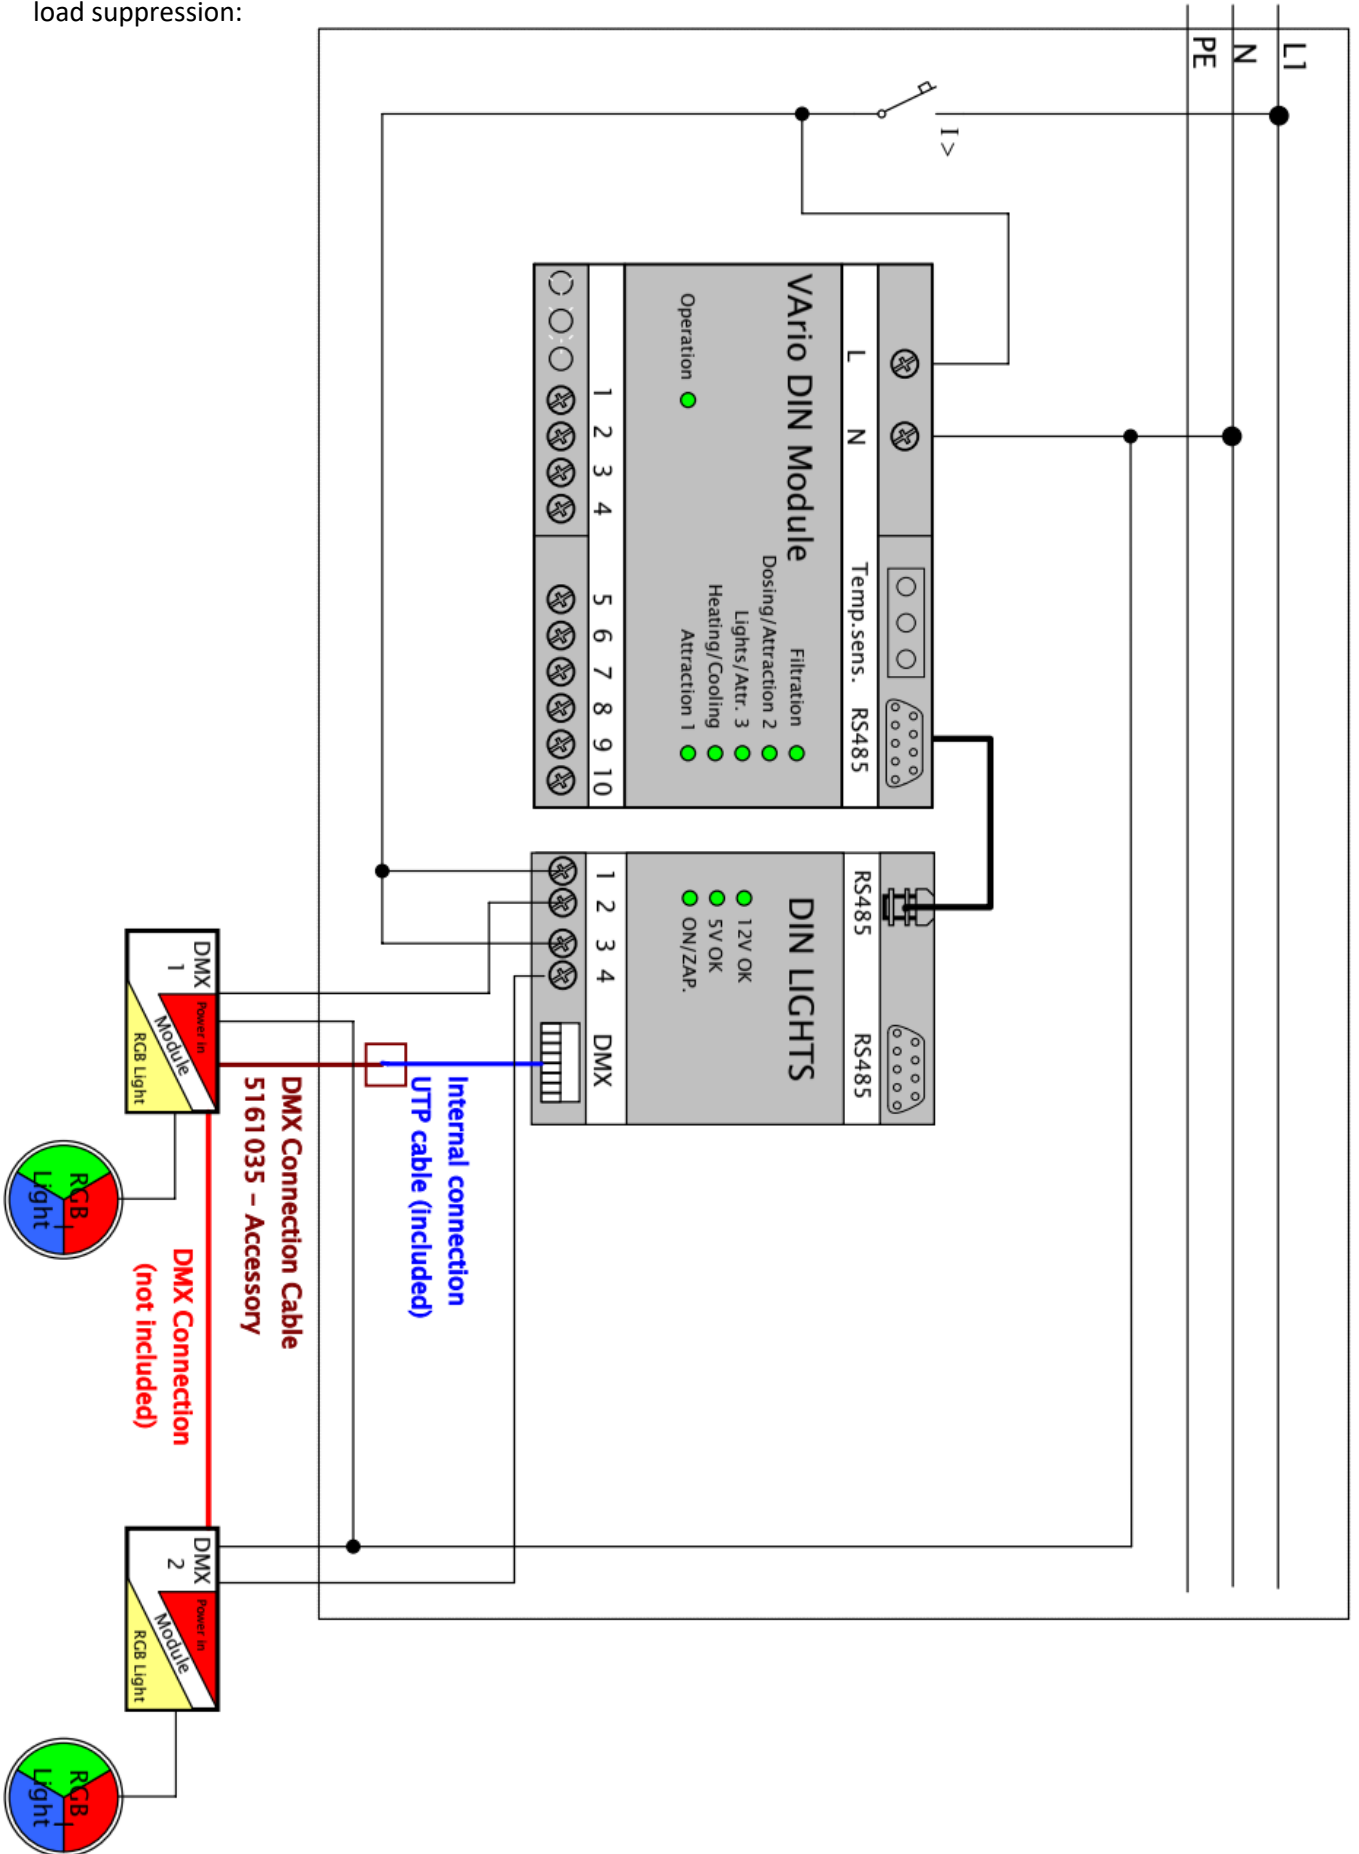 load suppression:
L1
N
PE
I >
VArio DIN Module
L
N
Temp.sens.
RS485
Operation
Filtration
Dosing/Attraction 2
Lights/Attr. 3
Heating/Cooling
Attraction 1
1
2
3
4
5
6
7
8
9
10
DIN LIGHTS
RS485
RS485
12V OK
5V OK
ON/ZAP.
1
2
3
4
DMX
Internal connection
UTP cable (included)
DMX Connection Cable
5161035 – Accessory
DMX Connection
(not included)
DMX
1
Power in
Module
RGB Light
RGB
Light
DMX
2
Power in
Module
RGB Light
RGB
Light